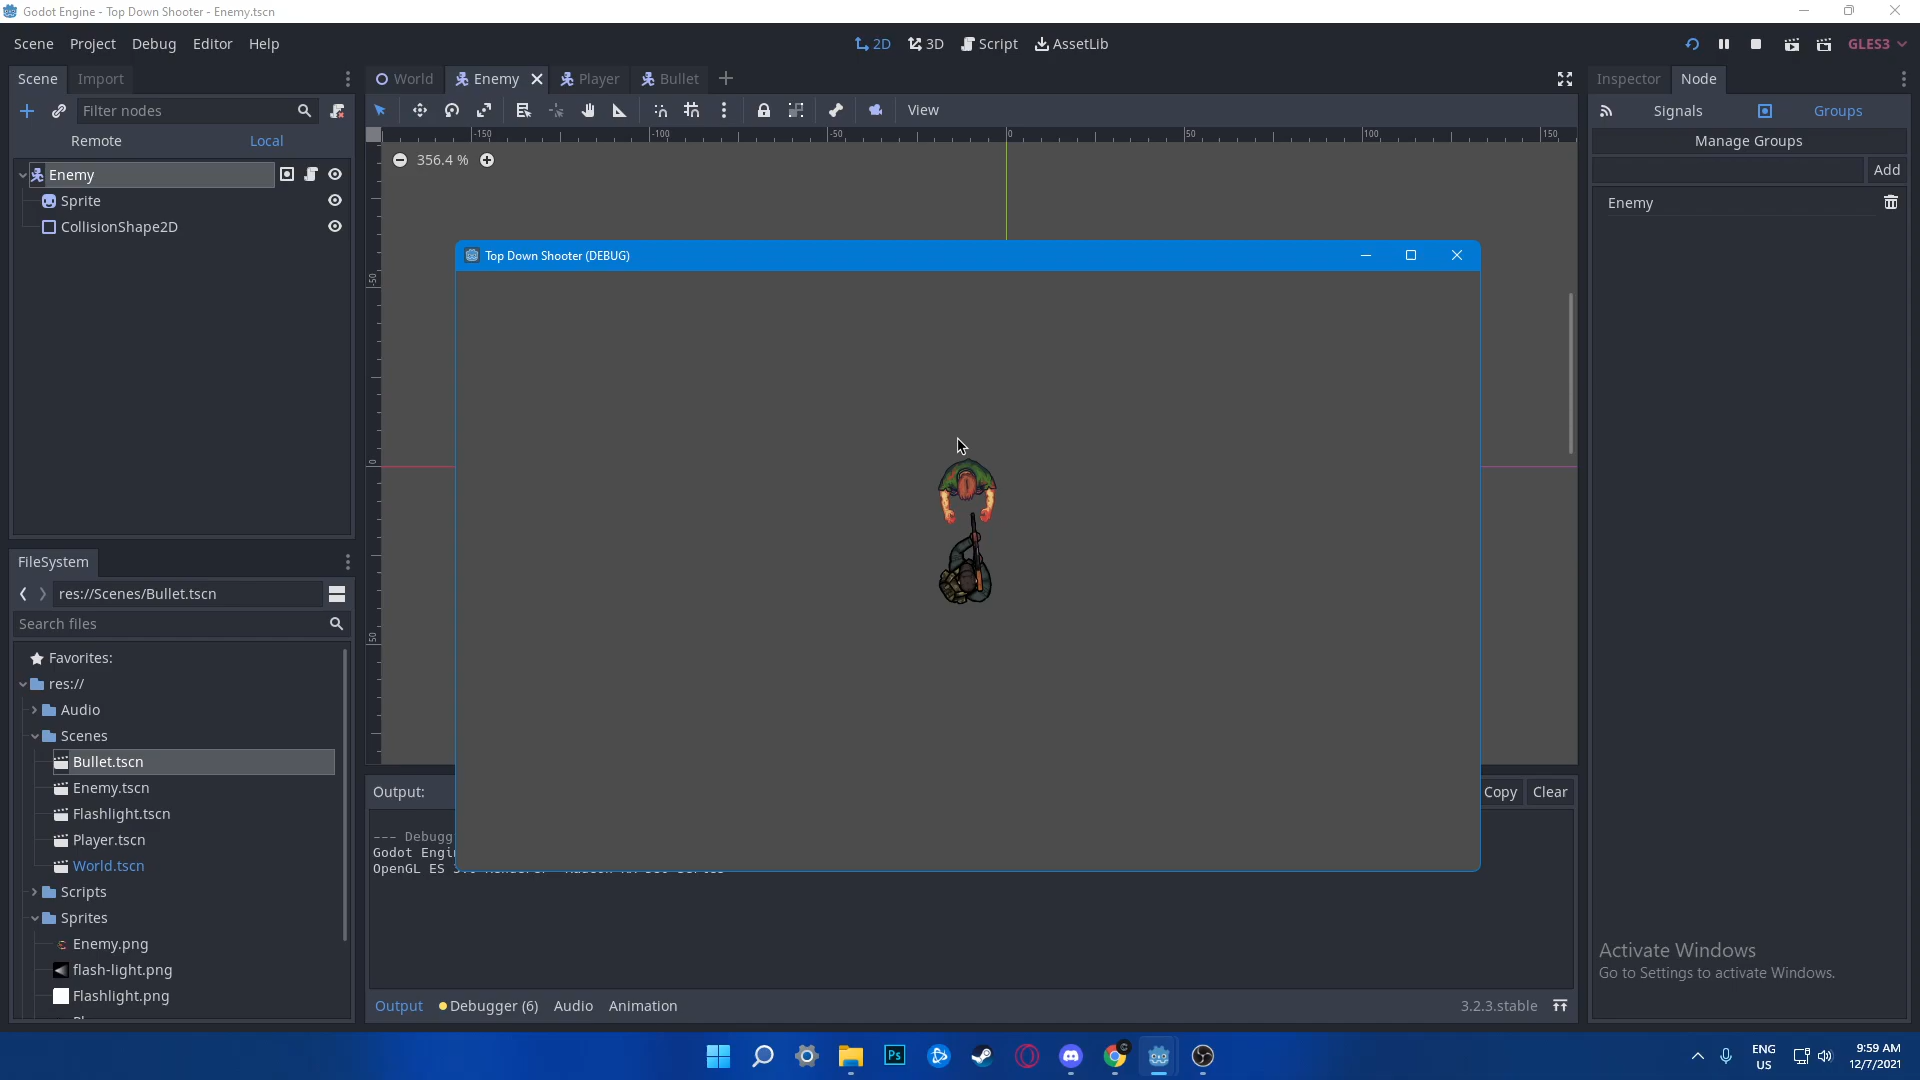 Godot Engine - Top Down Shooter - Enemy.tscn
Scene Project Debug Editor Help
2D 3D Script AssetLib
GLES3
Scene Import
World Enemy Player Bullet
Inspector Node
Filter nodes
View
Signals Groups
Remote Local
Manage Groups
-150 -100 -50 0 50 100 150
356.4 %
Add
Enemy
Sprite
CollisionShape2D
Enemy
-50
0
50
Top Down Shooter (DEBUG)
FileSystem
res://Scenes/Bullet.tscn
Search files
Favorites:
res://
Audio
Scenes
Bullet.tscn
Enemy.tscn
Flashlight.tscn
Player.tscn
World.tscn
Scripts
Sprites
Enemy.png
flash-light.png
Flashlight.png
Output:
Copy Clear
--- Debugg
Godot Engin
OpenGL ES
Output Debugger (6) Audio Animation
3.2.3.stable
Activate Windows
Go to Settings to activate Windows.
Ps
ENG
US
9:59 AM
12/7/2021